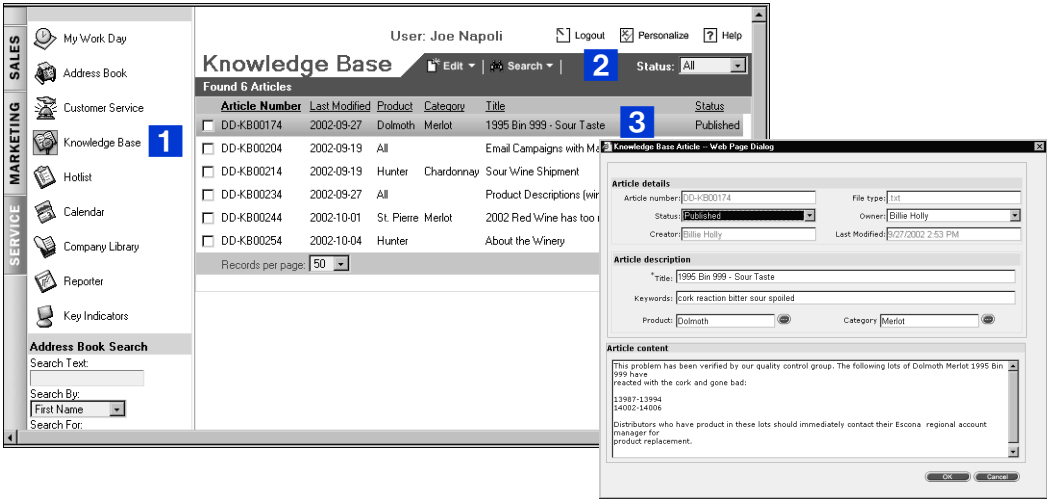 User: Joe Napoli
Logout
Personalize
? Help
SALES
MARKETING
SERVICE
My Work Day
Address Book
Customer Service
Knowledge Base
1
Hotlist
Calendar
Company Library
Reporter
Key Indicators
Address Book Search
Search Text:
Search By:
First Name
Search For:
Knowledge Base
Edit
Search
2
Status: All
Found 6 Articles
Article Number Last Modified Product Category Title Status
DD-KB00174 2002-09-27 Dolmoth Merlot 1995 Bin 999 - Sour Taste 3 Published
DD-KB00204 2002-09-19 All Email Campaigns with Ma
DD-KB00214 2002-09-19 Hunter Chardonnay Sour Wine Shipment
DD-KB00234 2002-09-27 All Product Descriptions (win
DD-KB00244 2002-10-01 St. Pierre Merlot 2002 Red Wine has too
DD-KB00254 2002-10-04 Hunter About the Winery
Records per page: 50
Knowledge Base Article -- Web Page Dialog
Article details
Article number: DD-KB00174 File type: .txt
Status: Published Owner: Billie Holly
Creator: Billie Holly Last Modified: 9/27/2002 2:53 PM
Article description
*Title: 1995 Bin 999 - Sour Taste
Keywords: cork reaction bitter sour spoiled
Product: Dolmoth Category Merlot
Article content
This problem has been verified by our quality control group. The following lots of Dolmoth Merlot 1995 Bin
999 have
reacted with the cork and gone bad:
13987-13994
14002-14006
Distributors who have product in these lots should immediately contact their Escona regional account
manager for
product replacement.
OK Cancel